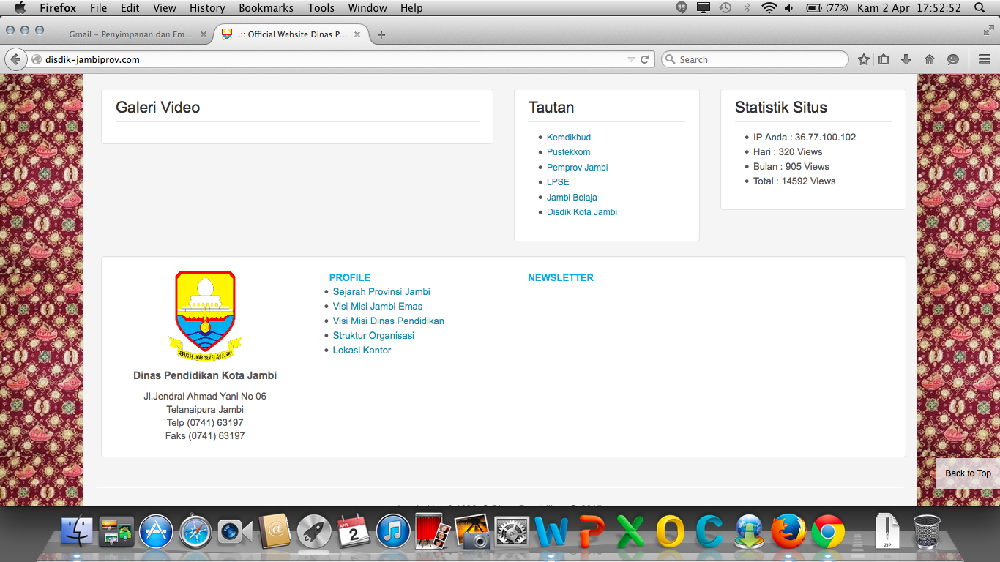 Firefox File Edit View History Bookmarks Tools Window Help (77%) Kam 2 Apr 17:52:52
Gmail – Penyimpanan dan Em... .:: Official Website Dinas P...
disdik-jambiprov.com Search
Galeri Video
Tautan
Kemdikbud
Pustekkom
Pemprov Jambi
LPSE
Jambi Belaja
Disdik Kota Jambi
Statistik Situs
IP Anda : 36.77.100.102
Hari : 320 Views
Bulan : 905 Views
Total : 14592 Views
Dinas Pendidikan Kota Jambi
Jl.Jendral Ahmad Yani No 06
Telanaipura Jambi
Telp (0741) 63197
Faks (0741) 63197
PROFILE
Sejarah Provinsi Jambi
Visi Misi Jambi Emas
Visi Misi Dinas Pendidikan
Struktur Organisasi
Lokasi Kantor
NEWSLETTER
Back to Top
APR
2
W P X O C
ZIP